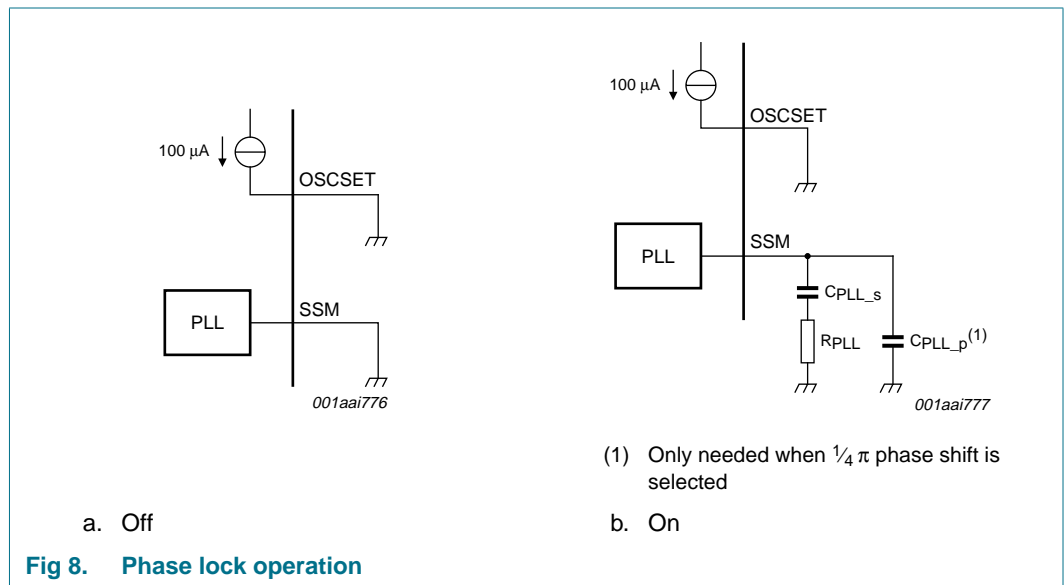 100 μA
OSCSET
PLL
SSM
001aai776
a. Off
100 μA
OSCSET
PLL
SSM
CPLL_s
RPLL
CPLL_p(1)
001aai777
(1) Only needed when 1⁄4 π phase shift is
selected
b. On
Fig 8. Phase lock operation